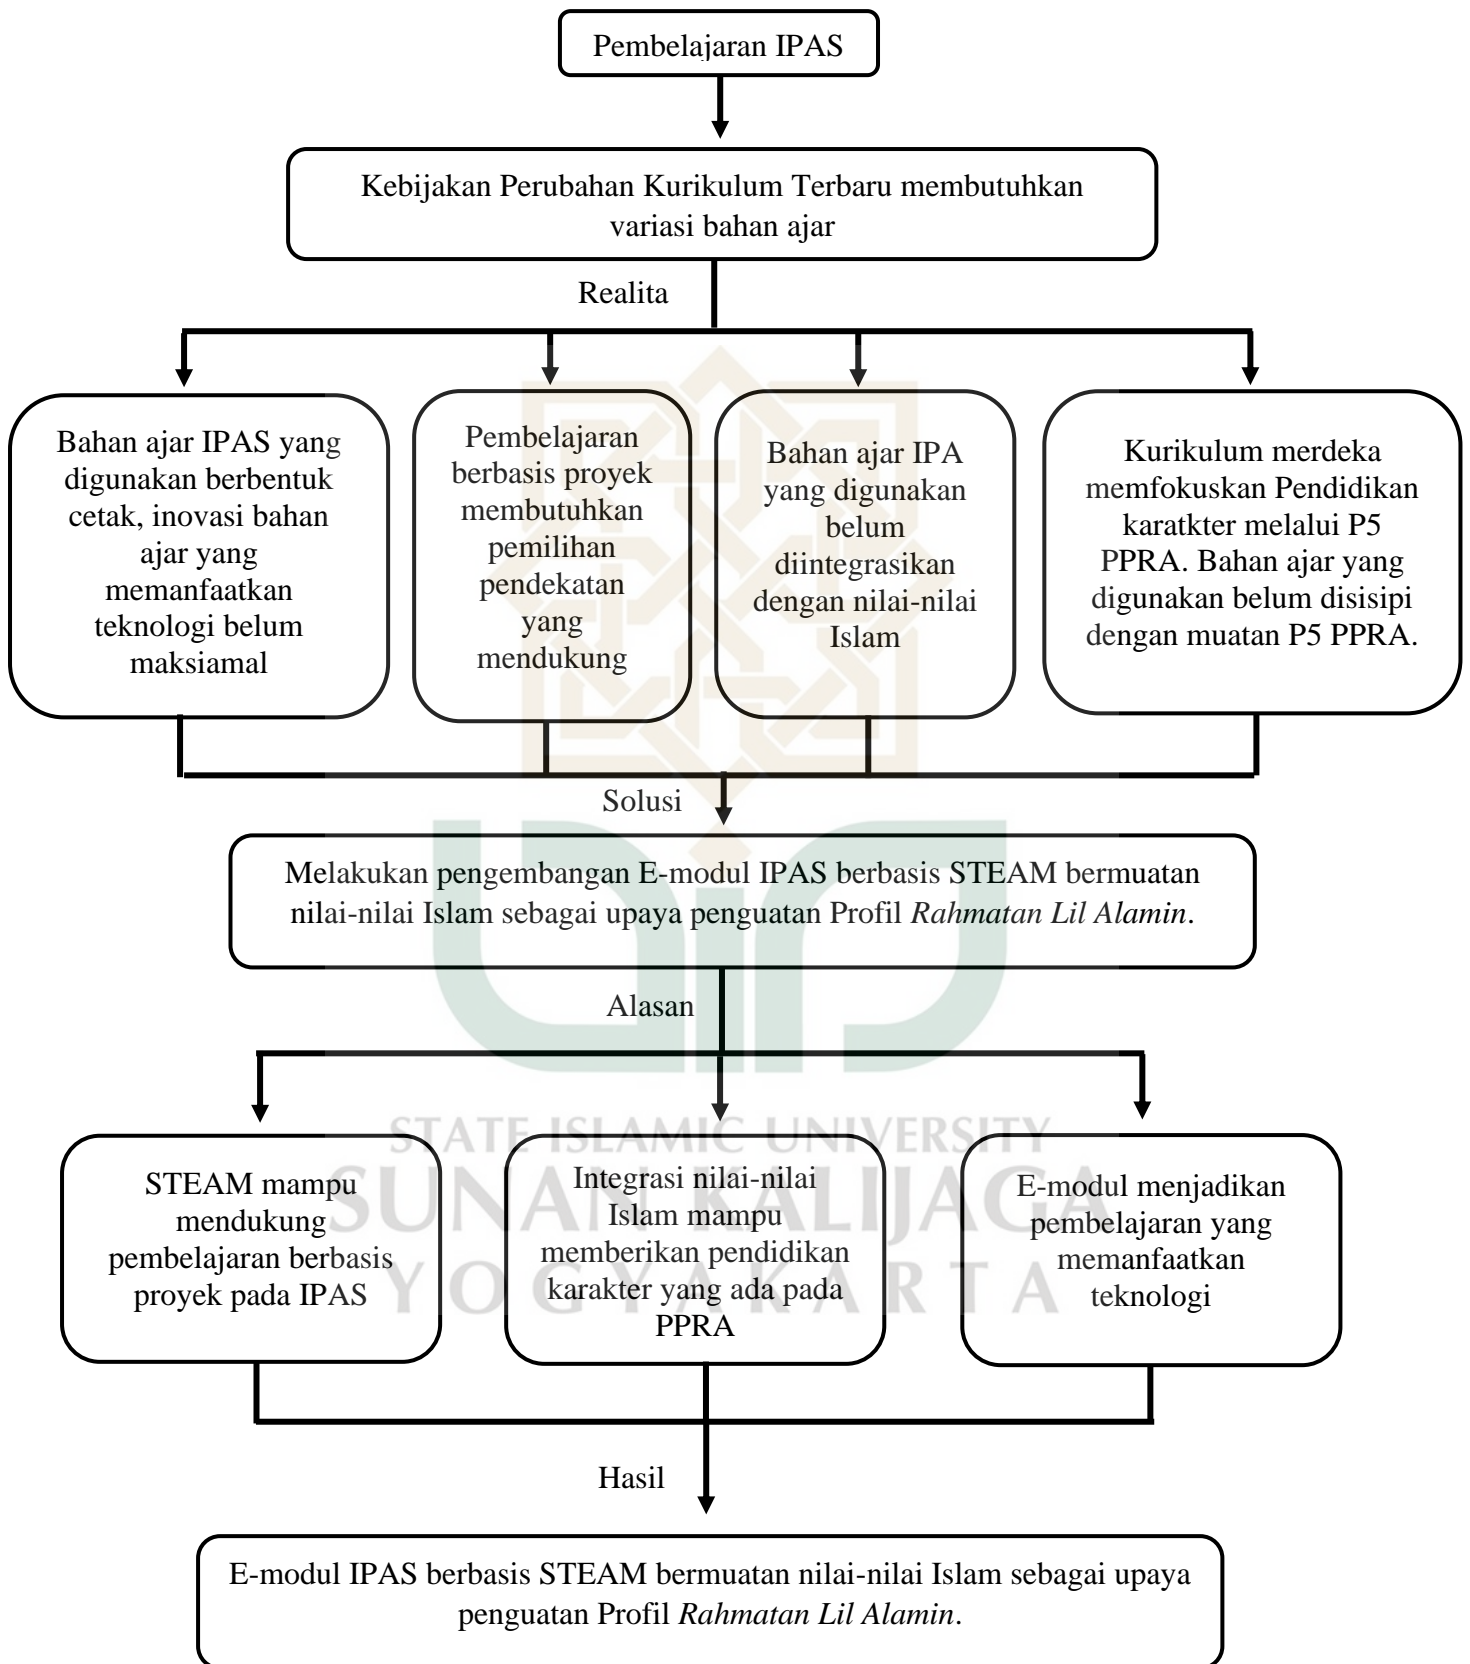 Pembelajaran IPAS
Kebijakan Perubahan Kurikulum Terbaru membutuhkan
variasi bahan ajar
Realita
Bahan ajar IPAS yang
digunakan berbentuk
cetak, inovasi bahan
ajar yang
memanfaatkan
teknologi belum
maksiamal
Pembelajaran
berbasis proyek
membutuhkan
pemilihan
pendekatan
yang
mendukung
Bahan ajar IPA
yang digunakan
belum
diintegrasikan
dengan nilai-nilai
Islam
Kurikulum merdeka
memfokuskan Pendidikan
karatkter melalui P5
PPRA. Bahan ajar yang
digunakan belum disisipi
dengan muatan P5 PPRA.
Solusi
Melakukan pengembangan E-modul IPAS berbasis STEAM bermuatan
nilai-nilai Islam sebagai upaya penguatan Profil Rahmatan Lil Alamin.
Alasan
STEAM mampu
mendukung
pembelajaran berbasis
proyek pada IPAS
Integrasi nilai-nilai
Islam mampu
memberikan pendidikan
karakter yang ada pada
PPRA
E-modul menjadikan
pembelajaran yang
memanfaatkan
teknologi
STATE ISLAMIC UNIVERSITY
SUNAN KALIJAGA
YOGYAKARTA
Hasil
E-modul IPAS berbasis STEAM bermuatan nilai-nilai Islam sebagai upaya
penguatan Profil Rahmatan Lil Alamin.